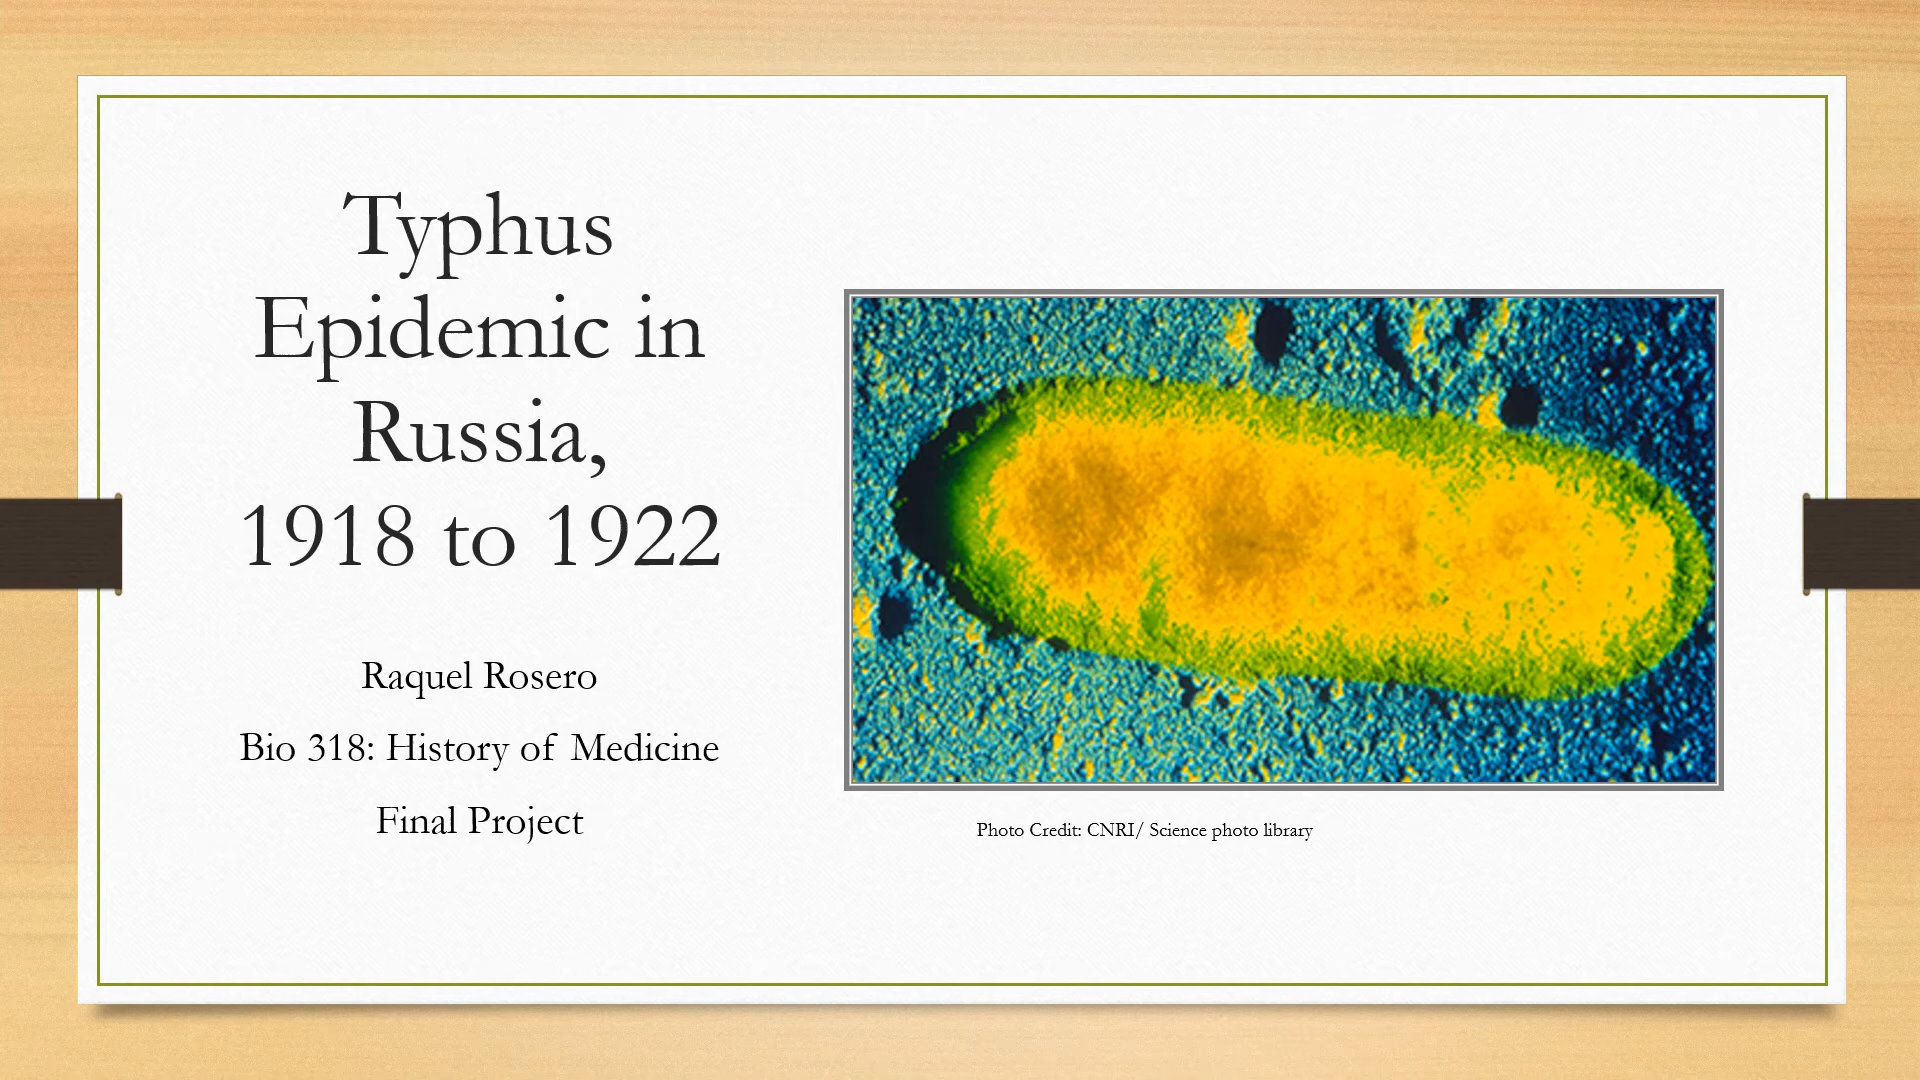 Typhus
Epidemic in
Russia,
1918 to 1922
Raquel Rosero
Bio 318: History of Medicine
Final Project
Photo Credit: CNRI/ Science photo library